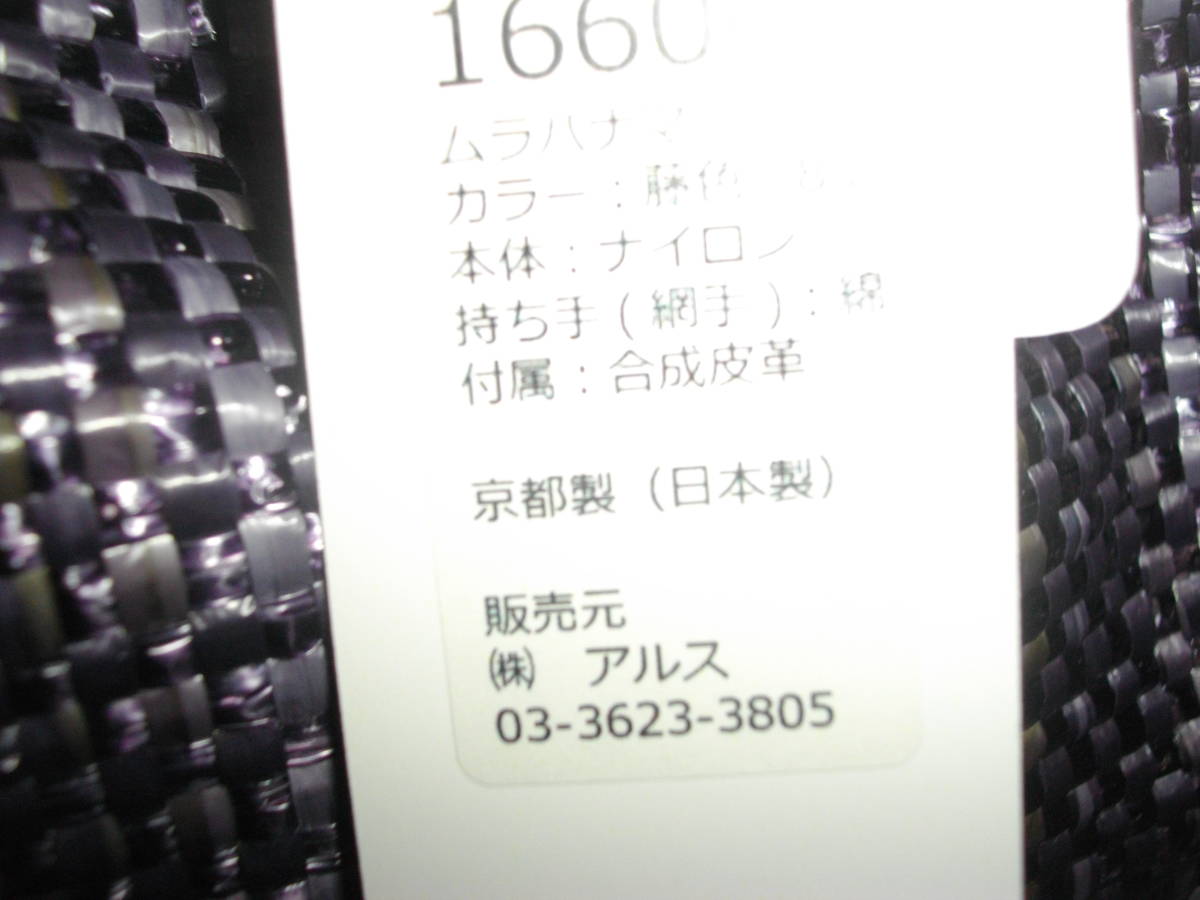 1660
ムラハナマ
カラー：藤色
本体：ナイロン
持ち手(網手)：綿
付属：合成皮革
京都製（日本製）
販売元
㈱　アルス
03-3623-3805